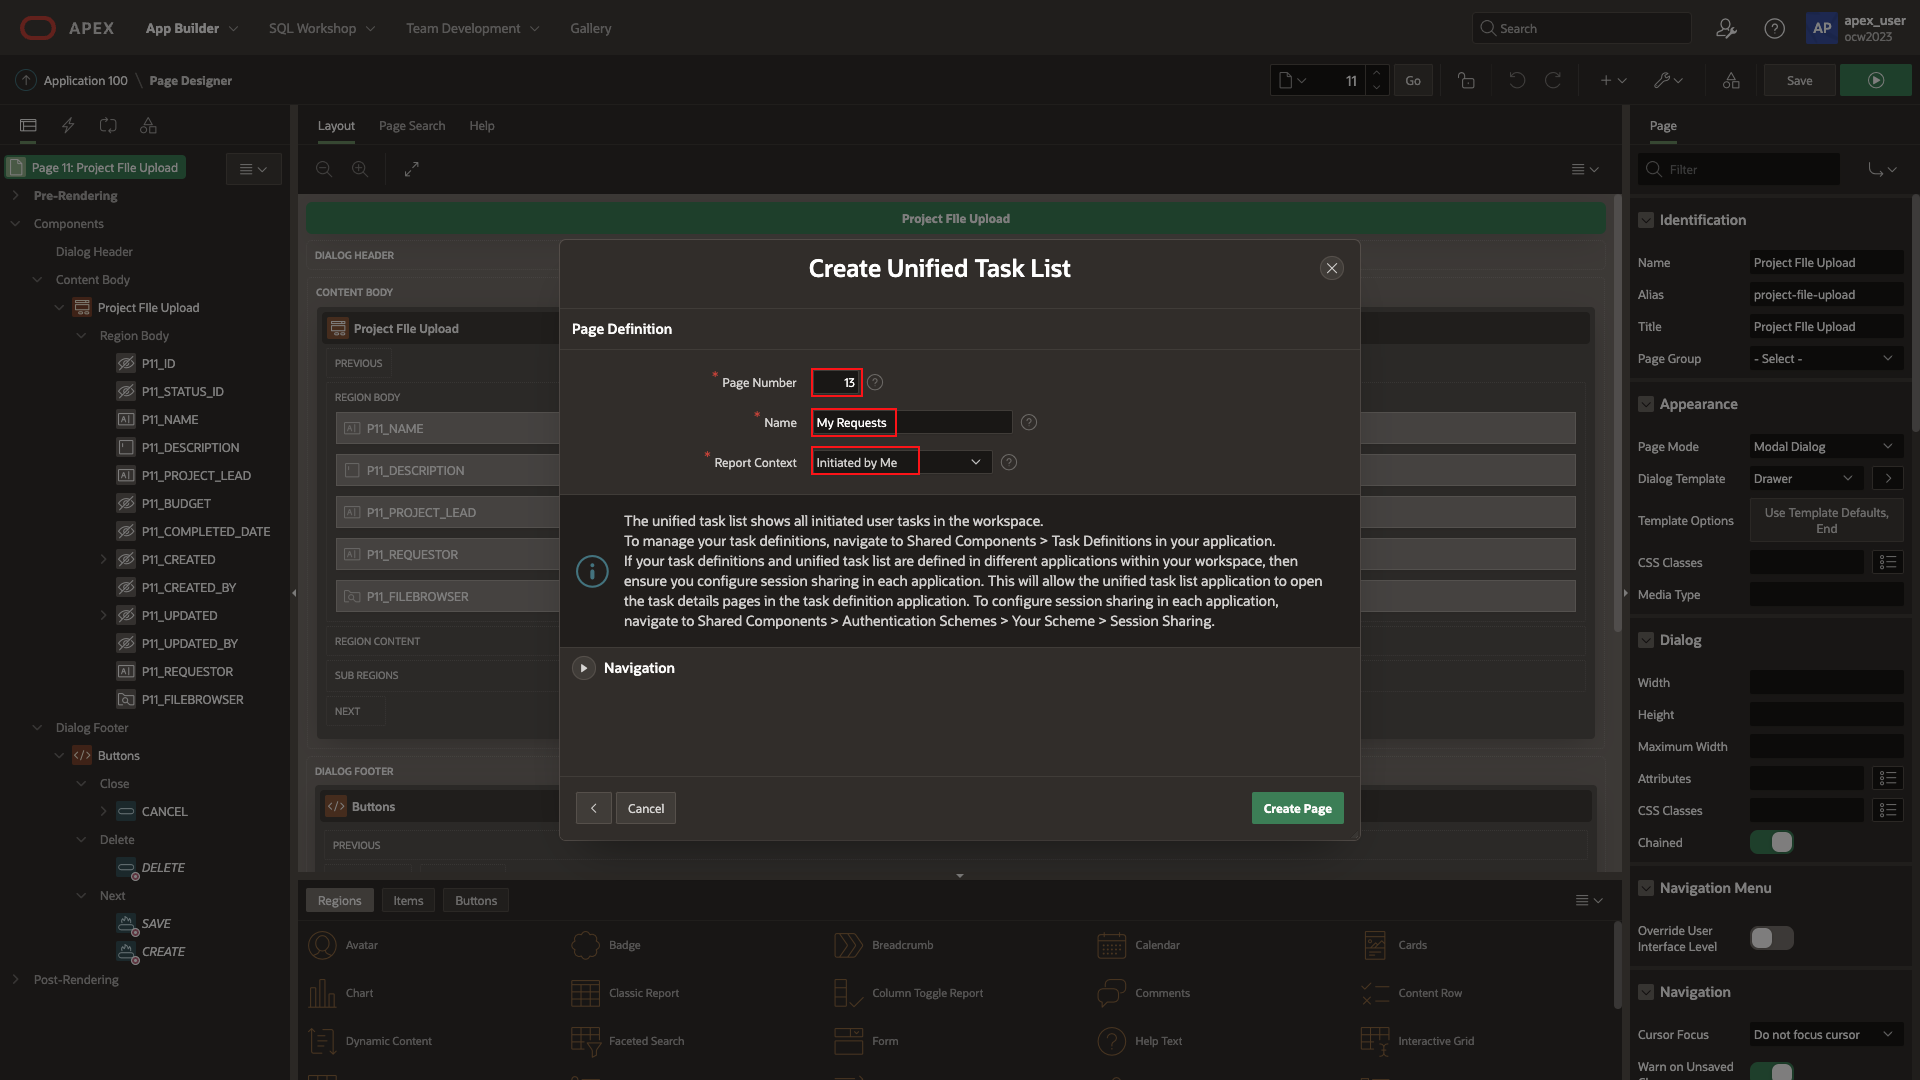 APEX
App Builder
SQL Workshop
Team Development
Gallery
Search
AP
apex_user
ocw2023
Application 100 \ Page Designer
11
Go
Save
Layout
Page Search
Help
Page
Page 11: Project FIle Upload
Pre-Rendering
Components
Dialog Header
Content Body
Project FIle Upload
Region Body
P11_ID
P11_STATUS_ID
P11_NAME
P11_DESCRIPTION
P11_PROJECT_LEAD
P11_BUDGET
P11_COMPLETED_DATE
P11_CREATED
P11_CREATED_BY
P11_UPDATED
P11_UPDATED_BY
P11_REQUESTOR
P11_FILEBROWSER
Dialog Footer
Buttons
Close
CANCEL
Delete
DELETE
Next
SAVE
CREATE
Post-Rendering
Project FIle Upload
DIALOG HEADER
CONTENT BODY
Project FIle Upload
PREVIOUS
REGION BODY
P11_NAME
P11_DESCRIPTION
P11_PROJECT_LEAD
P11_REQUESTOR
P11_FILEBROWSER
REGION CONTENT
SUB REGIONS
NEXT
DIALOG FOOTER
Buttons
PREVIOUS
Create Unified Task List
Page Definition
* Page Number 13
* Name My Requests
* Report Context Initiated by Me
The unified task list shows all initiated user tasks in the workspace.
To manage your task definitions, navigate to Shared Components > Task Definitions in your application.
If your task definitions and unified task list are defined in different applications within your workspace, then
ensure you configure session sharing in each application. This will allow the unified task list application to open
the task details pages in the task definition application. To configure session sharing in each application,
navigate to Shared Components > Authentication Schemes > Your Scheme > Session Sharing.
Navigation
Cancel
Create Page
Regions
Items
Buttons
Avatar
Badge
Breadcrumb
Calendar
Cards
Chart
Classic Report
Column Toggle Report
Comments
Content Row
Dynamic Content
Faceted Search
Form
Help Text
Interactive Grid
Filter
Identification
Name Project FIle Upload
Alias project-file-upload
Title Project FIle Upload
Page Group - Select -
Appearance
Page Mode Modal Dialog
Dialog Template Drawer
Template Options Use Template Defaults,
End
CSS Classes
Media Type
Dialog
Width
Height
Maximum Width
Attributes
CSS Classes
Chained
Navigation Menu
Override User
Interface Level
Navigation
Cursor Focus Do not focus cursor
Warn on Unsaved